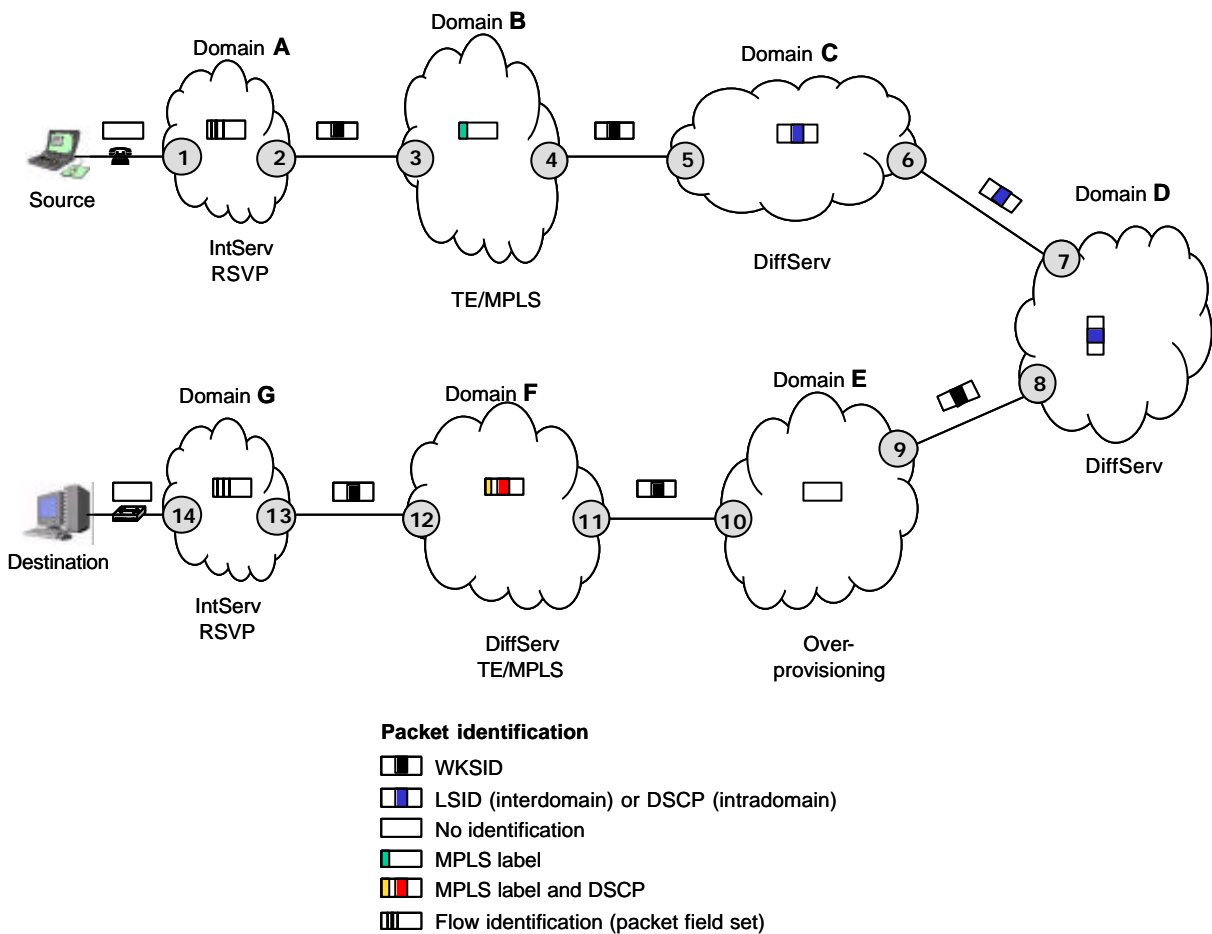 Domain B
Domain A
Domain C
Source
1
2
3
4
5
6
Domain D
IntServ
RSVP
TE/MPLS
DiffServ
7
8
Domain G
Domain F
Domain E
9
DiffServ
Destination
14
13
12
11
10
IntServ
RSVP
DiffServ
TE/MPLS
Over-
provisioning
Packet identification
WKSID
LSID (interdomain) or DSCP (intradomain)
No identification
MPLS label
MPLS label and DSCP
Flow identification (packet field set)